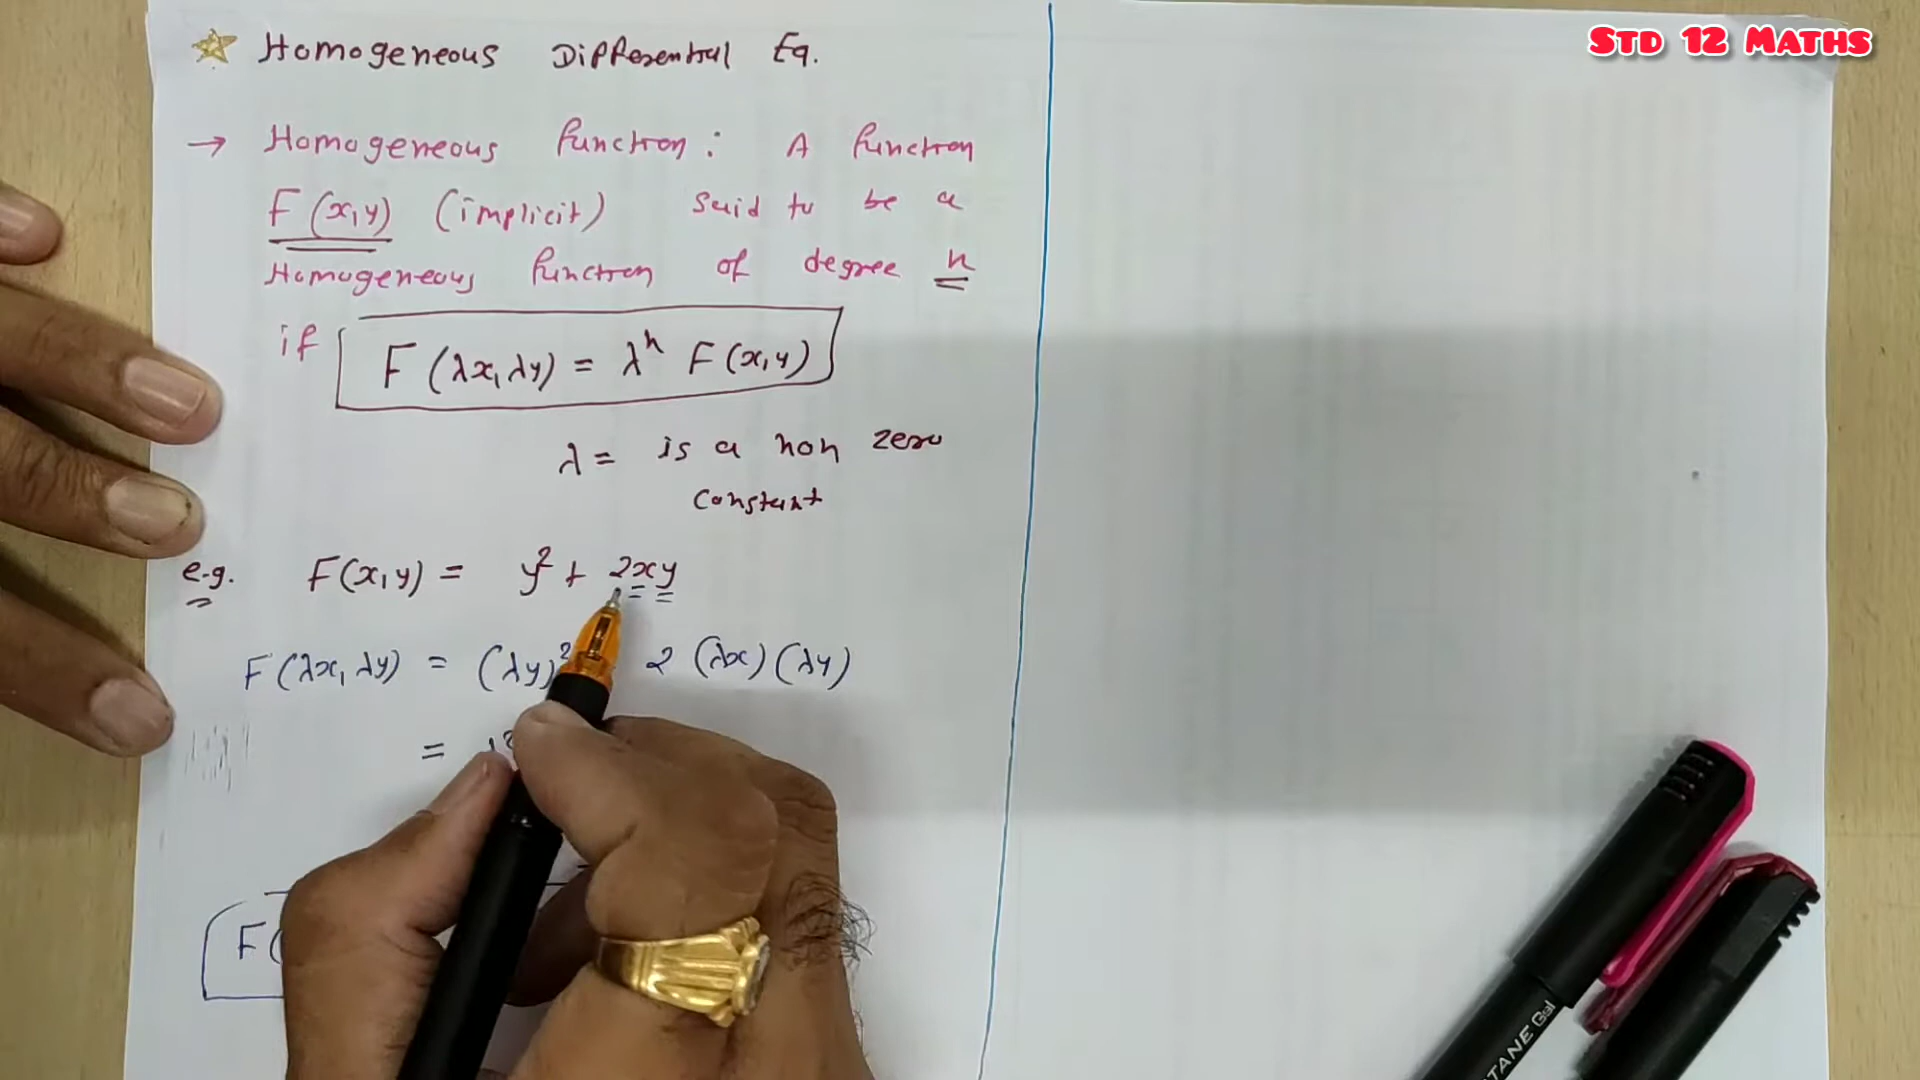 STD 12 MATHS
Homogeneous Differential Eq.
→ Homogeneous function: A function
F(x,y) (implicit) said to be a
Homogeneous function of degree n
if F(λx, λy) = λⁿ F(x,y)
λ = is a non zero
constant
e.g. F(x,y) = y² + 2xy
F(λx, λy) = (λy)² 2 (λx)(λy)
=
F(